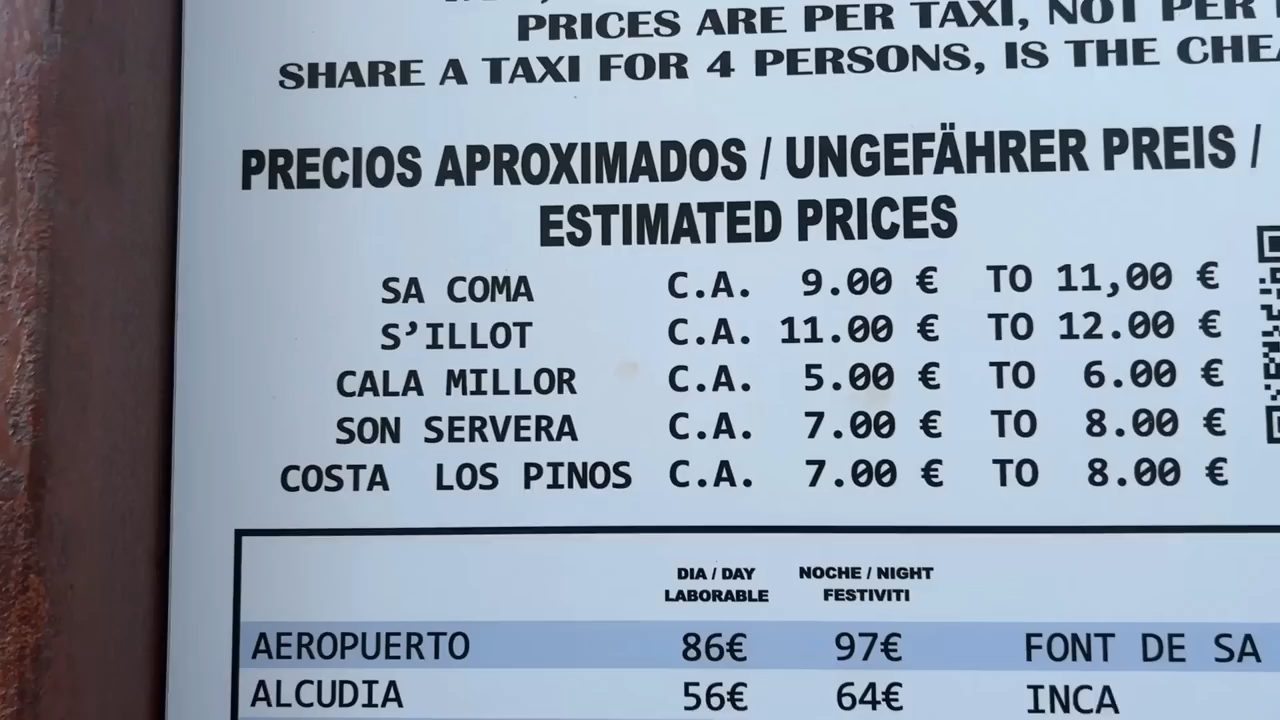 PRICES ARE PER TAXI, NOT PER
SHARE A TAXI FOR 4 PERSONS, IS THE
PRECIOS APROXIMADOS / UNGEFÄHRER PREIS /
ESTIMATED PRICES
SA COMA C.A. 9.00 € TO 11,00 €
S’ILLOT C.A. 11.00 € TO 12.00 €
CALA MILLOR C.A. 5.00 € TO 6.00 €
SON SERVERA C.A. 7.00 € TO 8.00 €
COSTA LOS PINOS C.A. 7.00 € TO 8.00 €
DIA / DAY NOCHE / NIGHT
LABORABLE FESTIVITI
AEROPUERTO 86€ 97€ FONT DE SA
ALCUDIA 56€ 64€ INCA